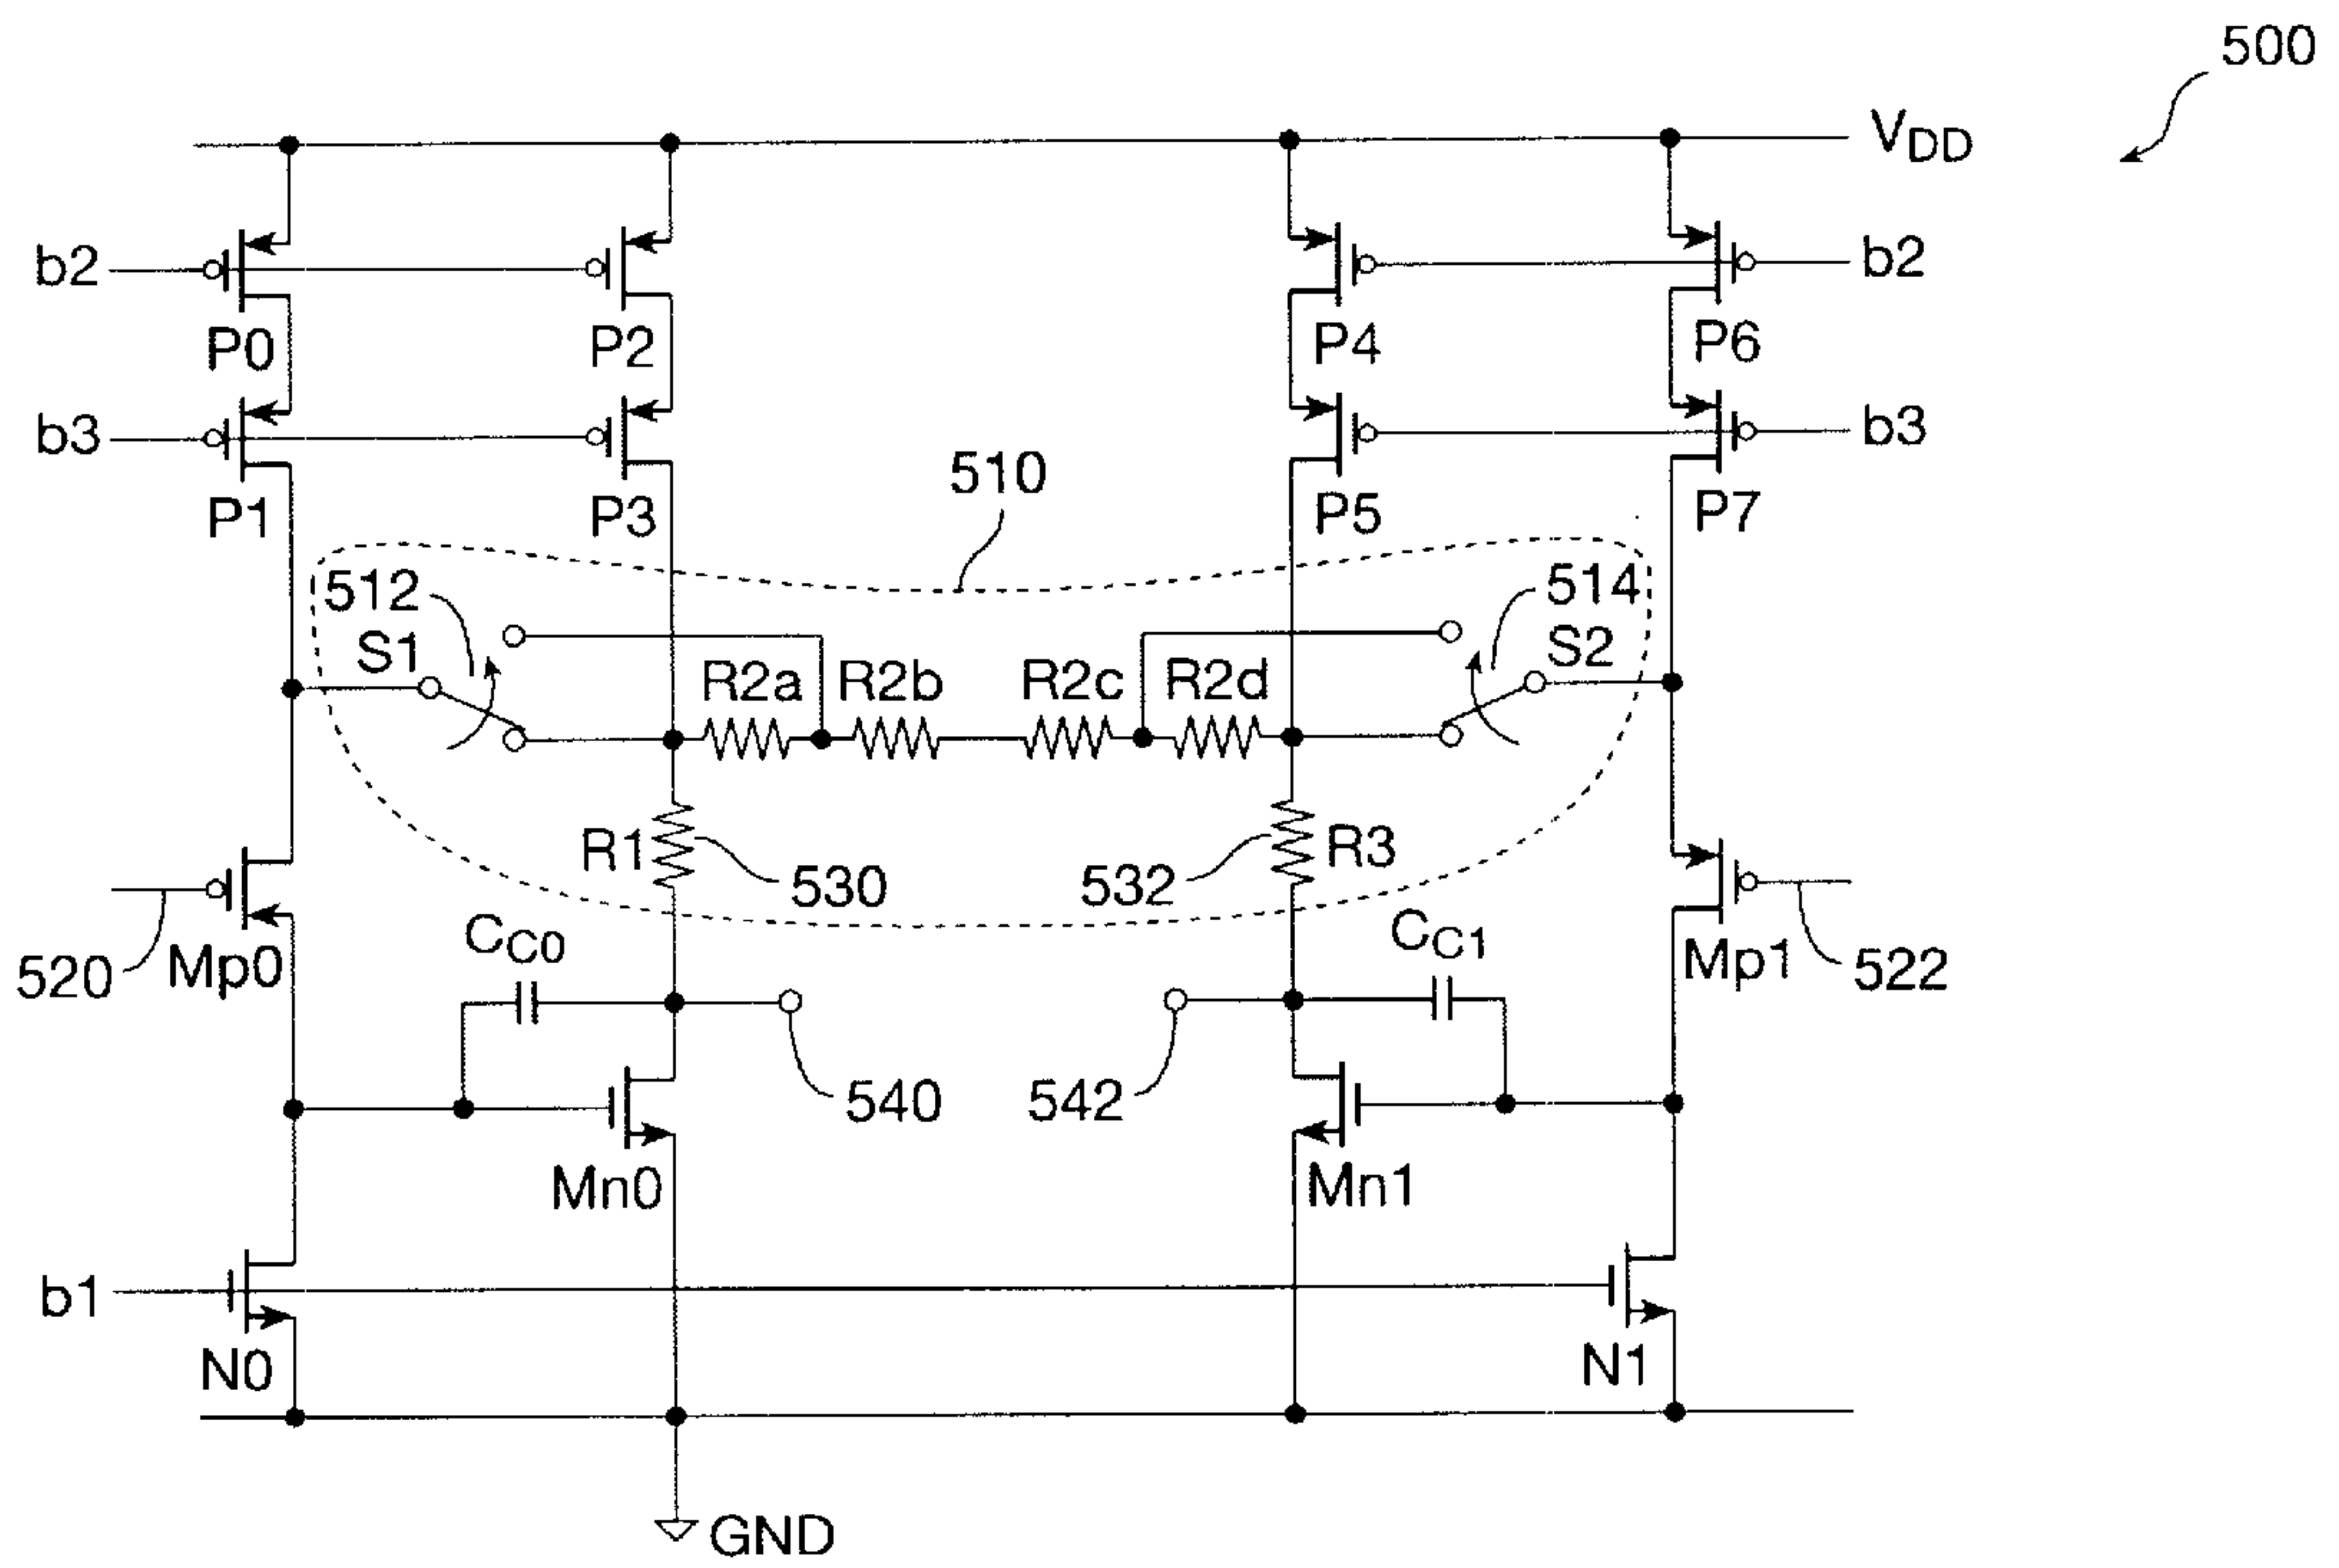 500
VDD
b2
b2
P0
P2
P4
P6
b3
b3
510
P1
P3
P5
P7
512
514
S1
S2
R2a
R2b
R2c
R2d
R1
530
532
R3
CC0
CC1
520
Mp0
Mp1
522
540
542
Mn0
Mn1
b1
N0
N1
GND